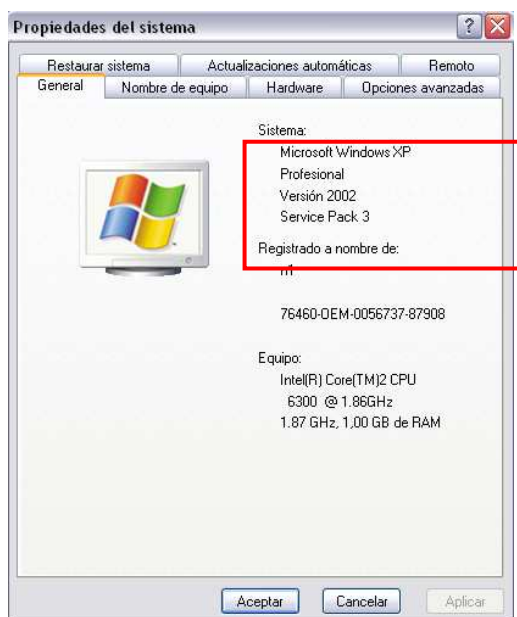 Propiedades del sistema
Restaurar sistema Actualizaciones automáticas Remoto
General Nombre de equipo Hardware Opciones avanzadas
Sistema:
Microsoft Windows XP
Profesional
Versión 2002
Service Pack 3
Registrado a nombre de:
n1
76460-OEM-0056737-87908
Equipo:
Intel(R) Core(TM)2 CPU
6300 @ 1.86GHz
1.87 GHz, 1,00 GB de RAM
Aceptar Cancelar Aplicar